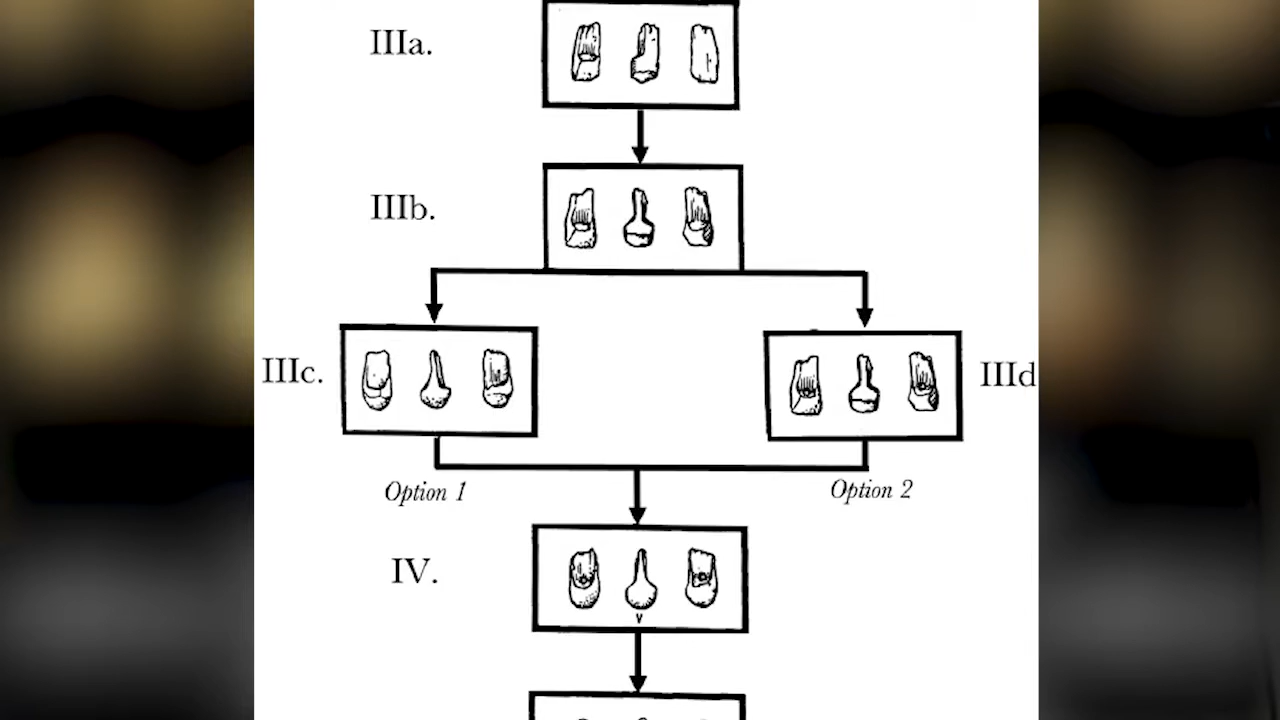 IIIa.
IIIb.
IIIc.
IIId
Option 1
Option 2
IV.